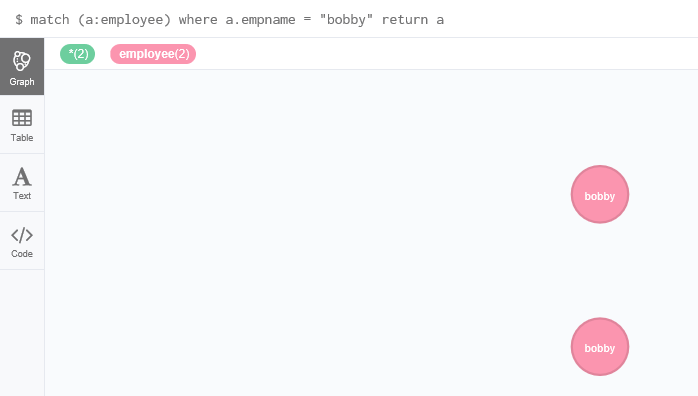 $ match (a:employee) where a.empname = "bobby" return a
*(2) employee(2)
Graph
Table
Text
Code
bobby
bobby